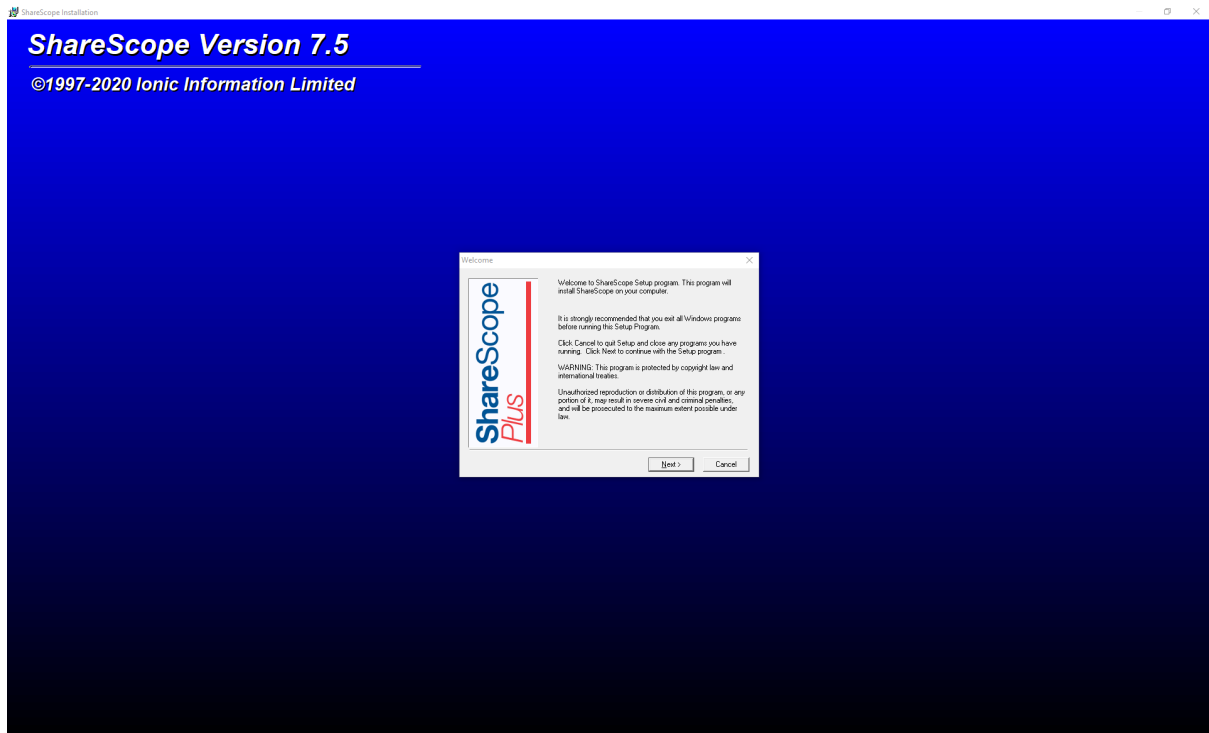 ShareScope Installation
ShareScope Version 7.5
©1997-2020 Ionic Information Limited
Welcome
ShareScope
Plus
Welcome to ShareScope Setup program. This program will
install ShareScope on your computer.
It is strongly recommended that you exit all Windows programs
before running this Setup Program.
Click Cancel to quit Setup and close any programs you have
running. Click Next to continue with the Setup program .
WARNING: This program is protected by copyright law and
international treaties.
Unauthorized reproduction or distribution of this program, or any
portion of it, may result in severe civil and criminal penalties,
and will be prosecuted to the maximum extent possible under
law.
Next >
Cancel